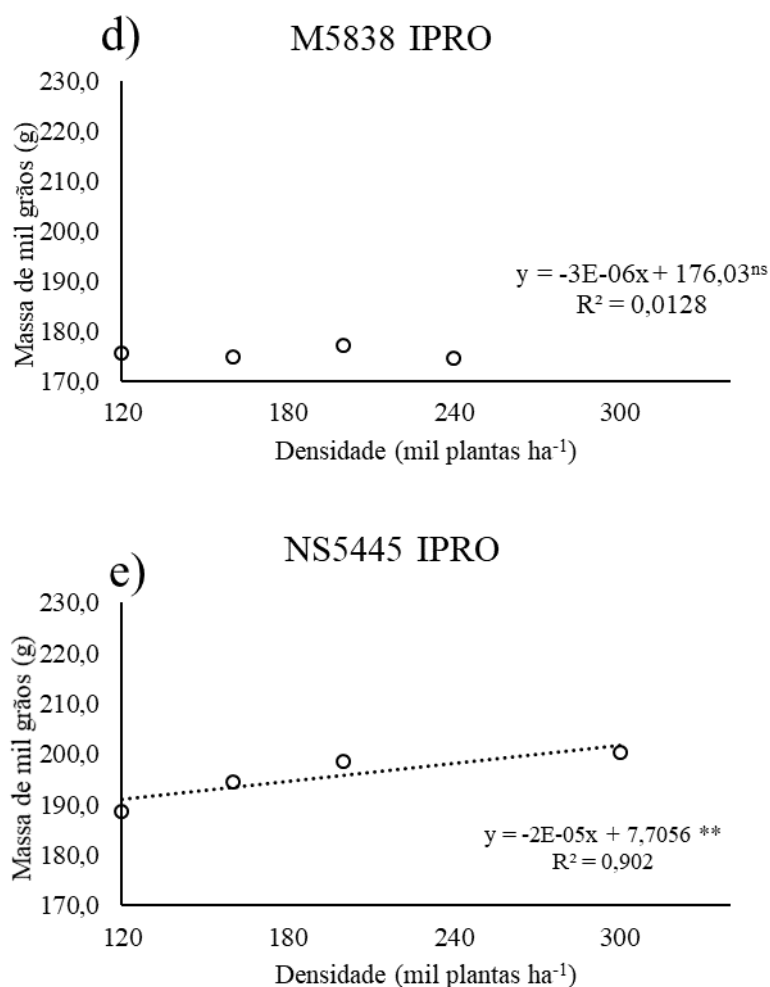 d)
M5838 IPRO
Massa de mil grãos (g)
230,0
220,0
210,0
200,0
190,0
180,0
170,0
y = -3E-06x + 176,03ⁿˢ
R² = 0,0128
120 180 240 300
Densidade (mil plantas ha⁻¹)
e)
NS5445 IPRO
Massa de mil grãos (g)
230,0
220,0
210,0
200,0
190,0
180,0
170,0
y = -2E-05x + 7,7056 **
R² = 0,902
120 180 240 300
Densidade (mil plantas ha⁻¹)